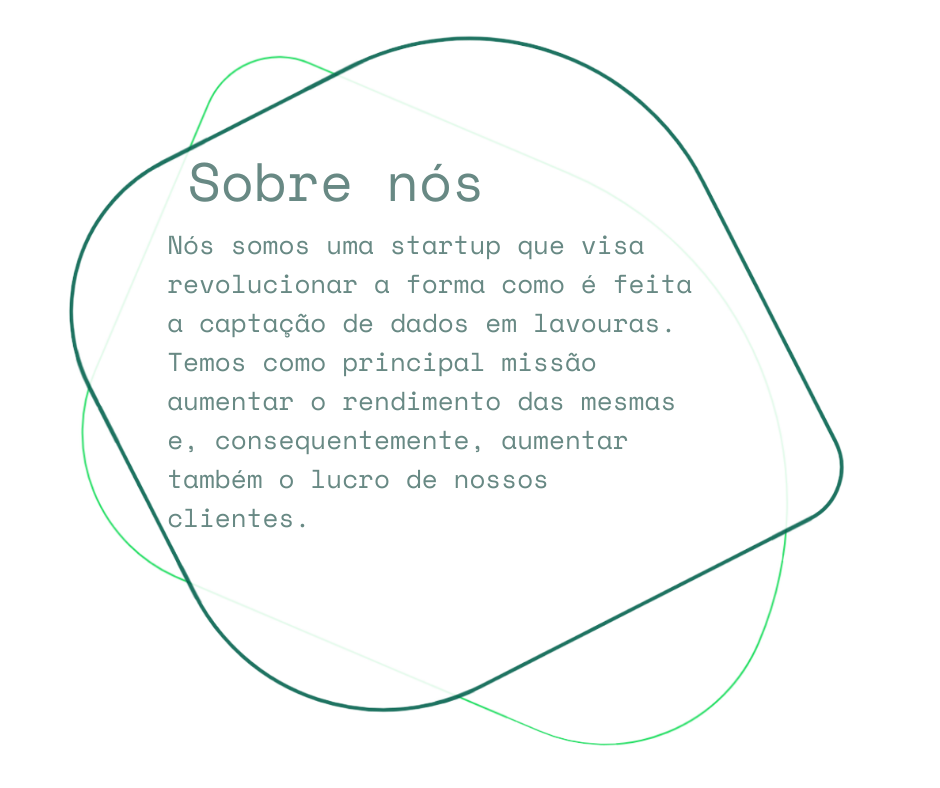 Sobre nós
Nós somos uma startup que visa
revolucionar a forma como é feita
a captação de dados em lavouras.
Temos como principal missão
aumentar o rendimento das mesmas
e, consequentemente, aumentar
também o lucro de nossos
clientes.